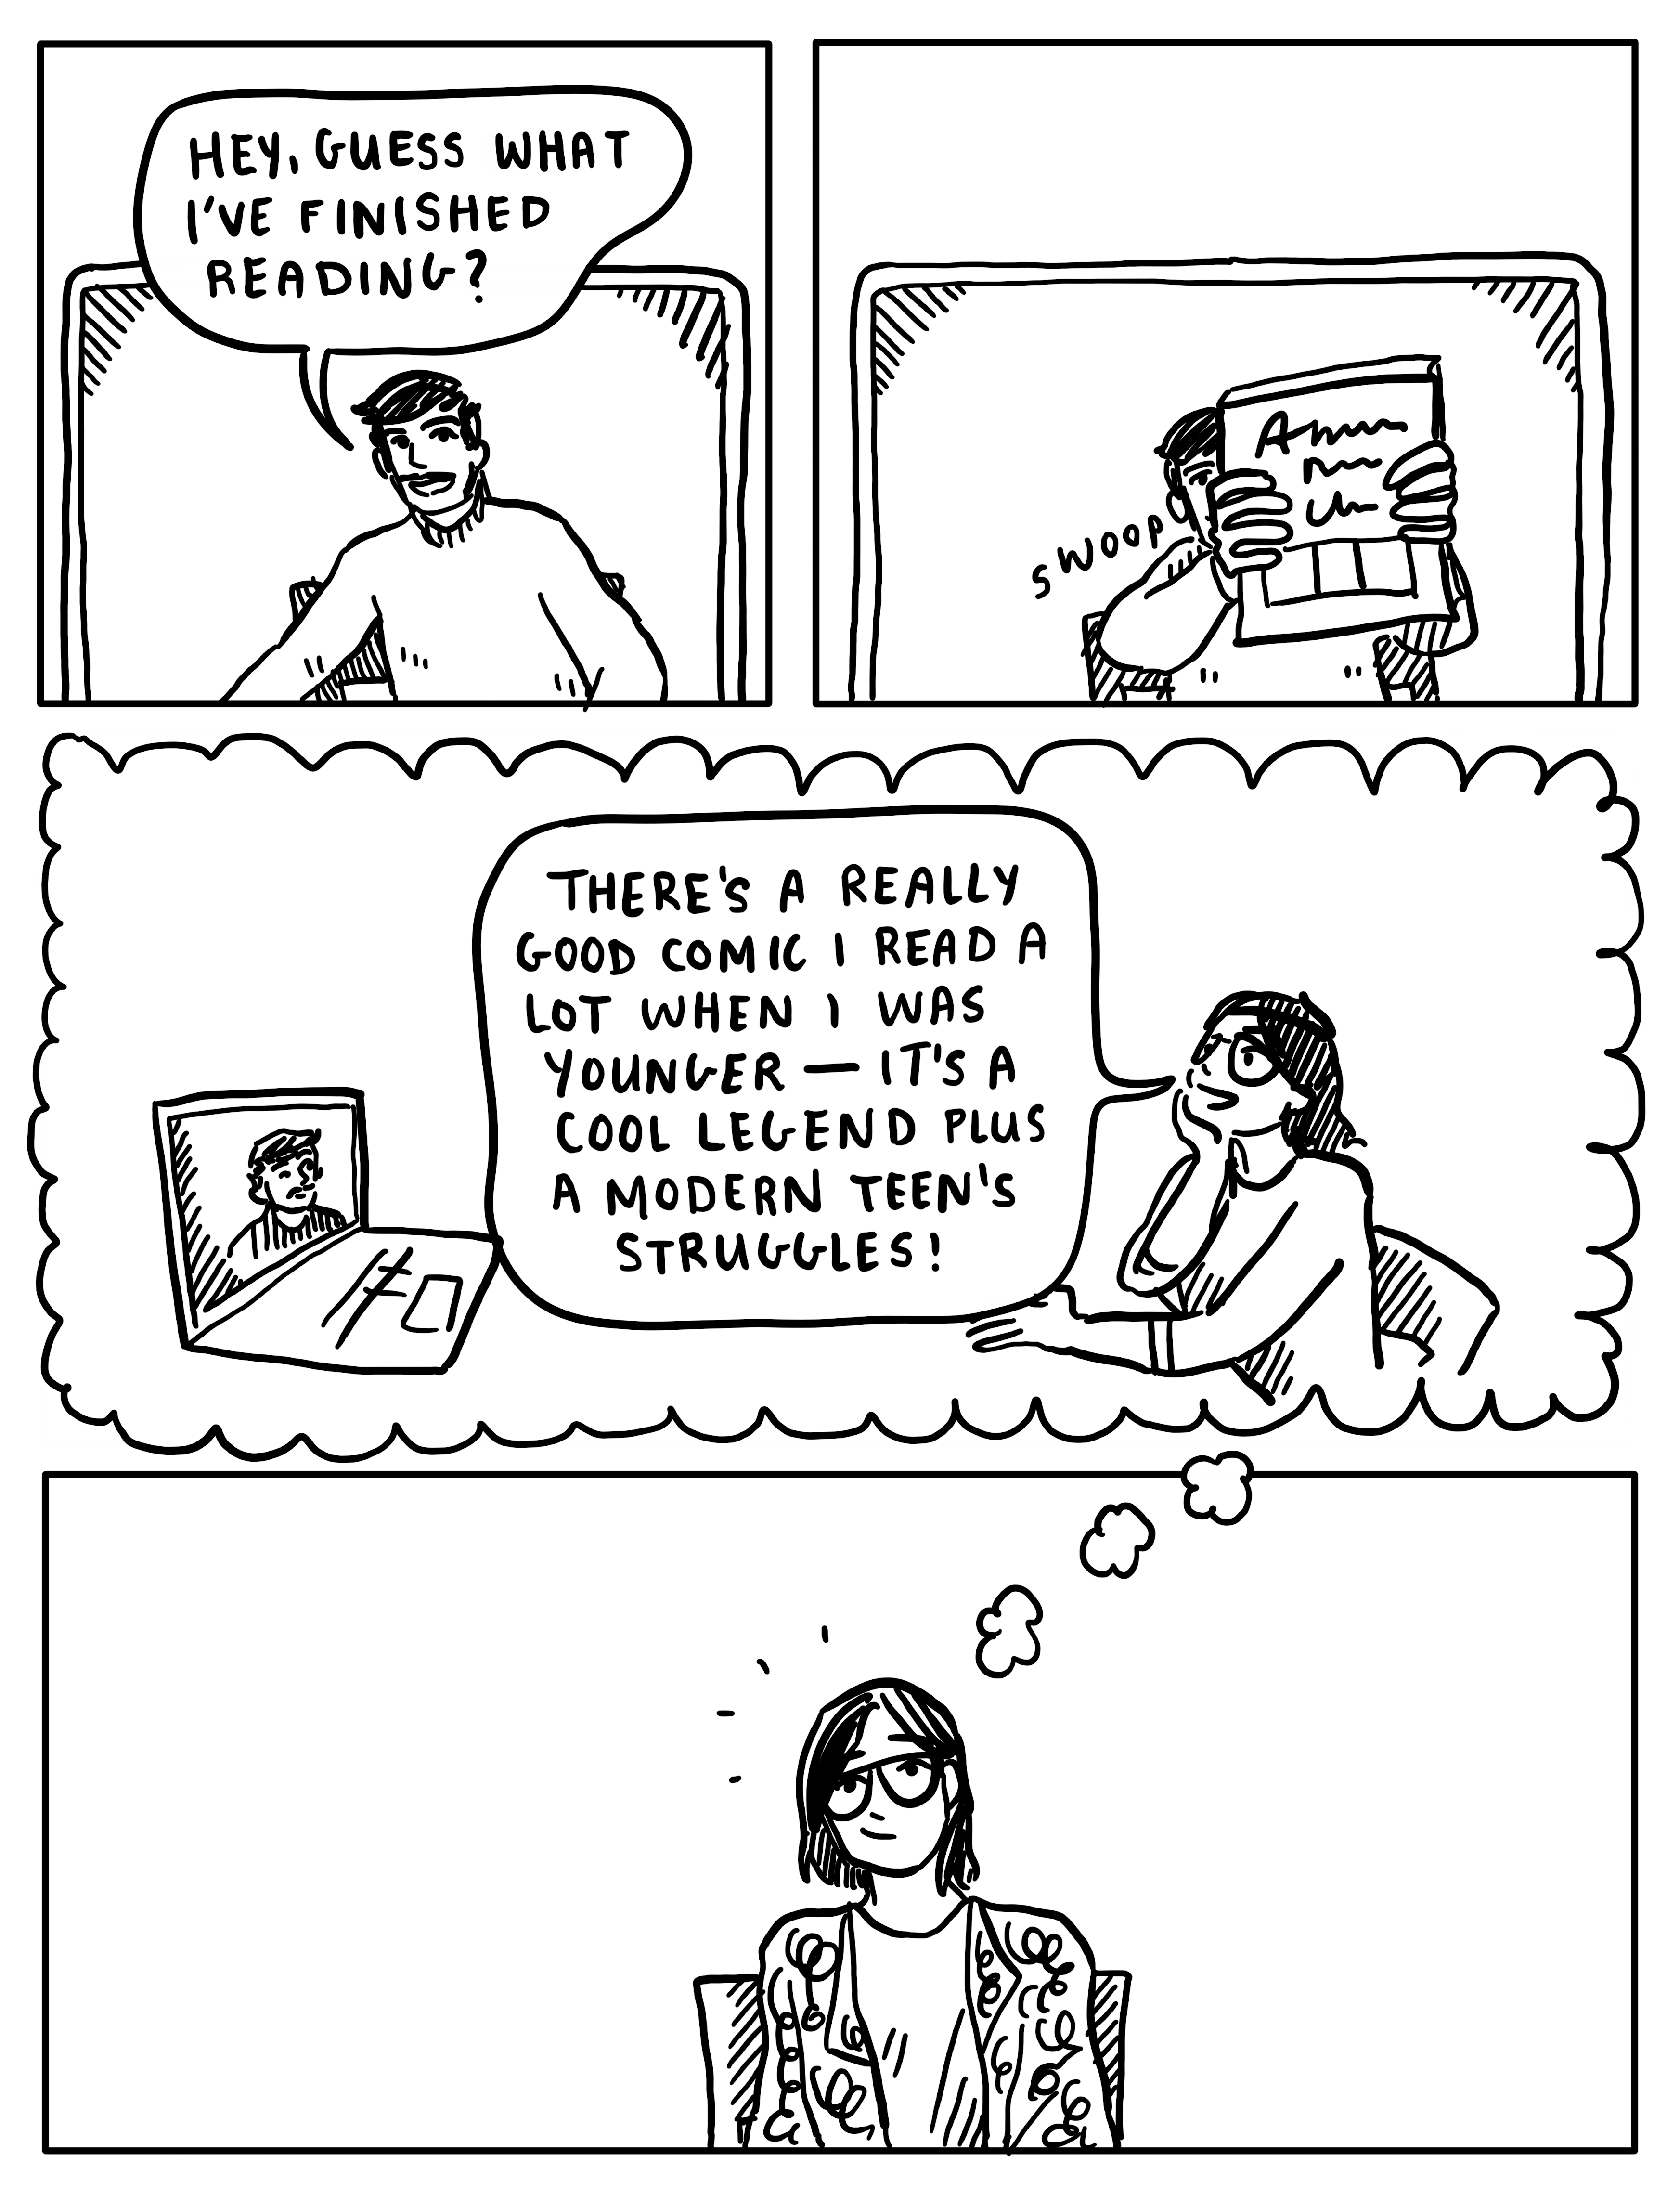 HEY, GUESS WHAT
I'VE FINISHED
READING?
SWOOP
THERE'S A REALLY
GOOD COMIC I READ A
LOT WHEN I WAS
YOUNGER — IT'S A
COOL LEGEND PLUS
A MODERN TEEN'S
STRUGGLES!